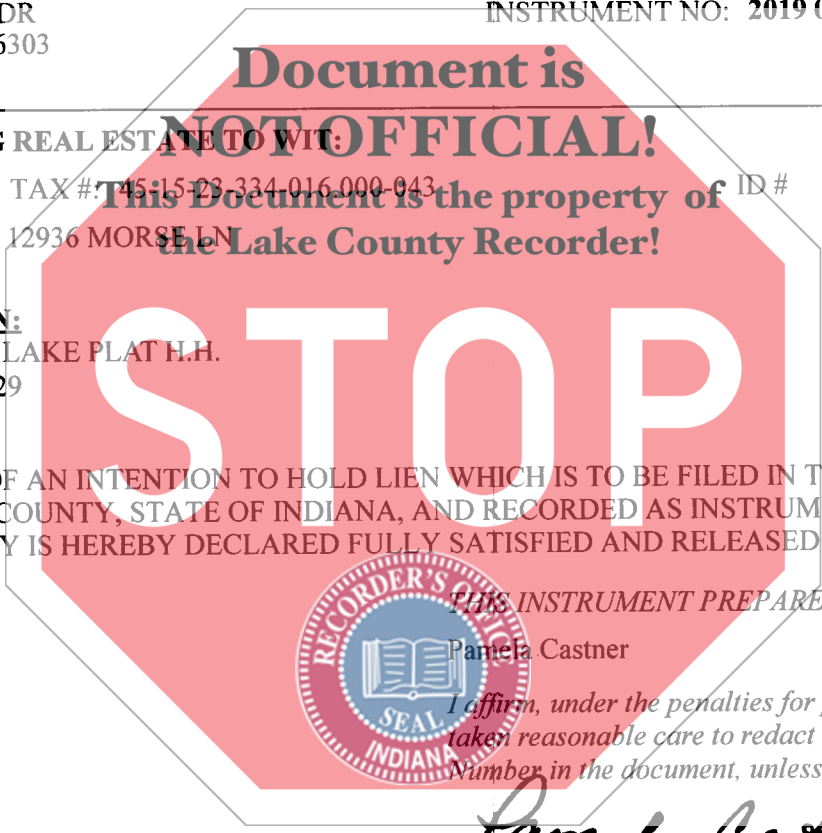 DR INSTRUMENT NO: 2019 0
6303
Document is
NOT OFFICIAL!
This Document is the property of
the Lake County Recorder!
REAL ESTATE TO WIT:
TAX #: 45-15-23-334-016.000-043 ID #
12936 MORSE LN
N:
LAKE PLAT H.H.
29
STOP
OF AN INTENTION TO HOLD LIEN WHICH IS TO BE FILED IN T
COUNTY, STATE OF INDIANA, AND RECORDED AS INSTRUM
Y IS HEREBY DECLARED FULLY SATISFIED AND RELEASED
RECORDER'S OFFICE
SEAL
INDIANA
THIS INSTRUMENT PREPARE
Pamela Castner
I affirm, under the penalties for
taken reasonable care to redact
Number in the document, unless